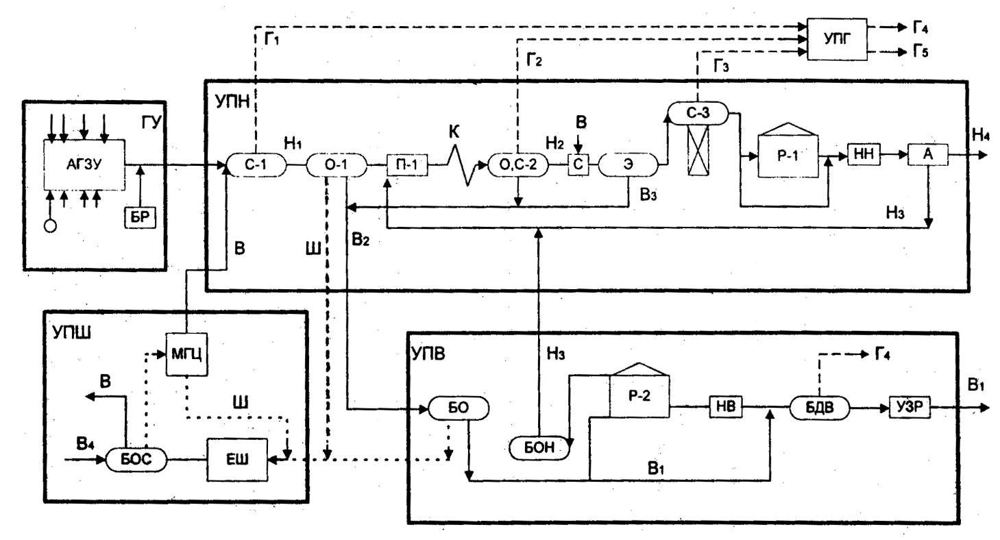 Г1
Г2
Г3
УПГ
Г4
Г5
УПН
ГУ
АГЗУ
БР
С-1
Н1
О-1
П-1
К
О,С-2
Н2
В
С
Э
С-3
Р-1
НН
А
Н4
В3
Н3
В
Ш
В2
УПШ
МГЦ
В
Ш
В4
БОС
ЕШ
УПВ
Н3
БО
БОН
Р-2
НВ
Г4
БДВ
УЗР
В1
В1